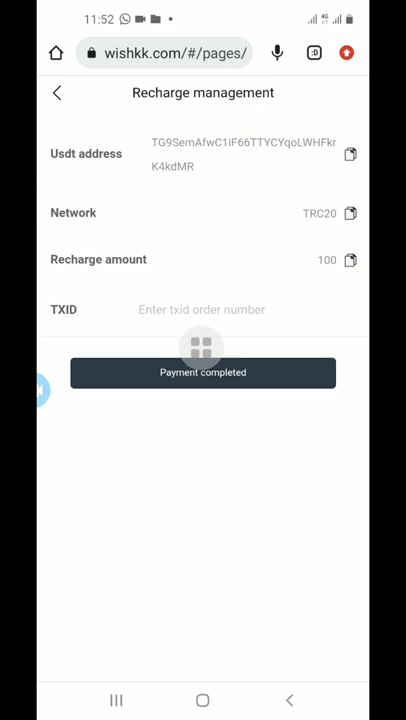 11:52
4G
wishkk.com/#/pages/
:D
Recharge management
Usdt address
TG9SemAfwC1iF66TTYCYqoLWHFkr
K4kdMR
Network TRC20
Recharge amount 100
TXID Enter txid order number
Payment completed